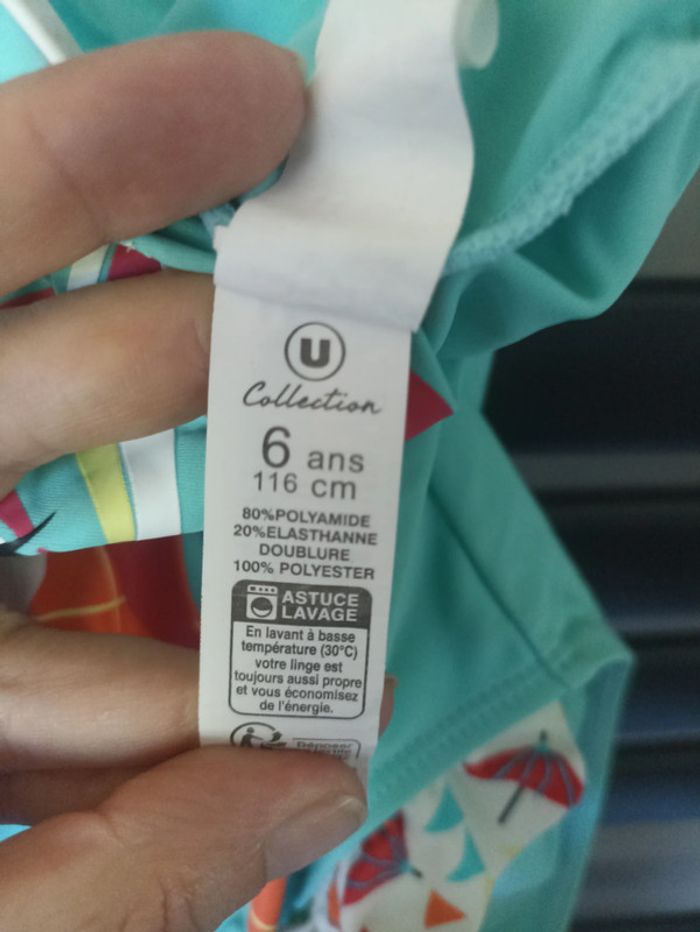 U
Collection
6 ans
116 cm
80%POLYAMIDE
20%ELASTHANNE
DOUBLURE
100% POLYESTER
ASTUCE
LAVAGE
En lavant à basse
température (30°C)
votre linge est
toujours aussi propre
et vous économisez
de l'énergie.
Déposer